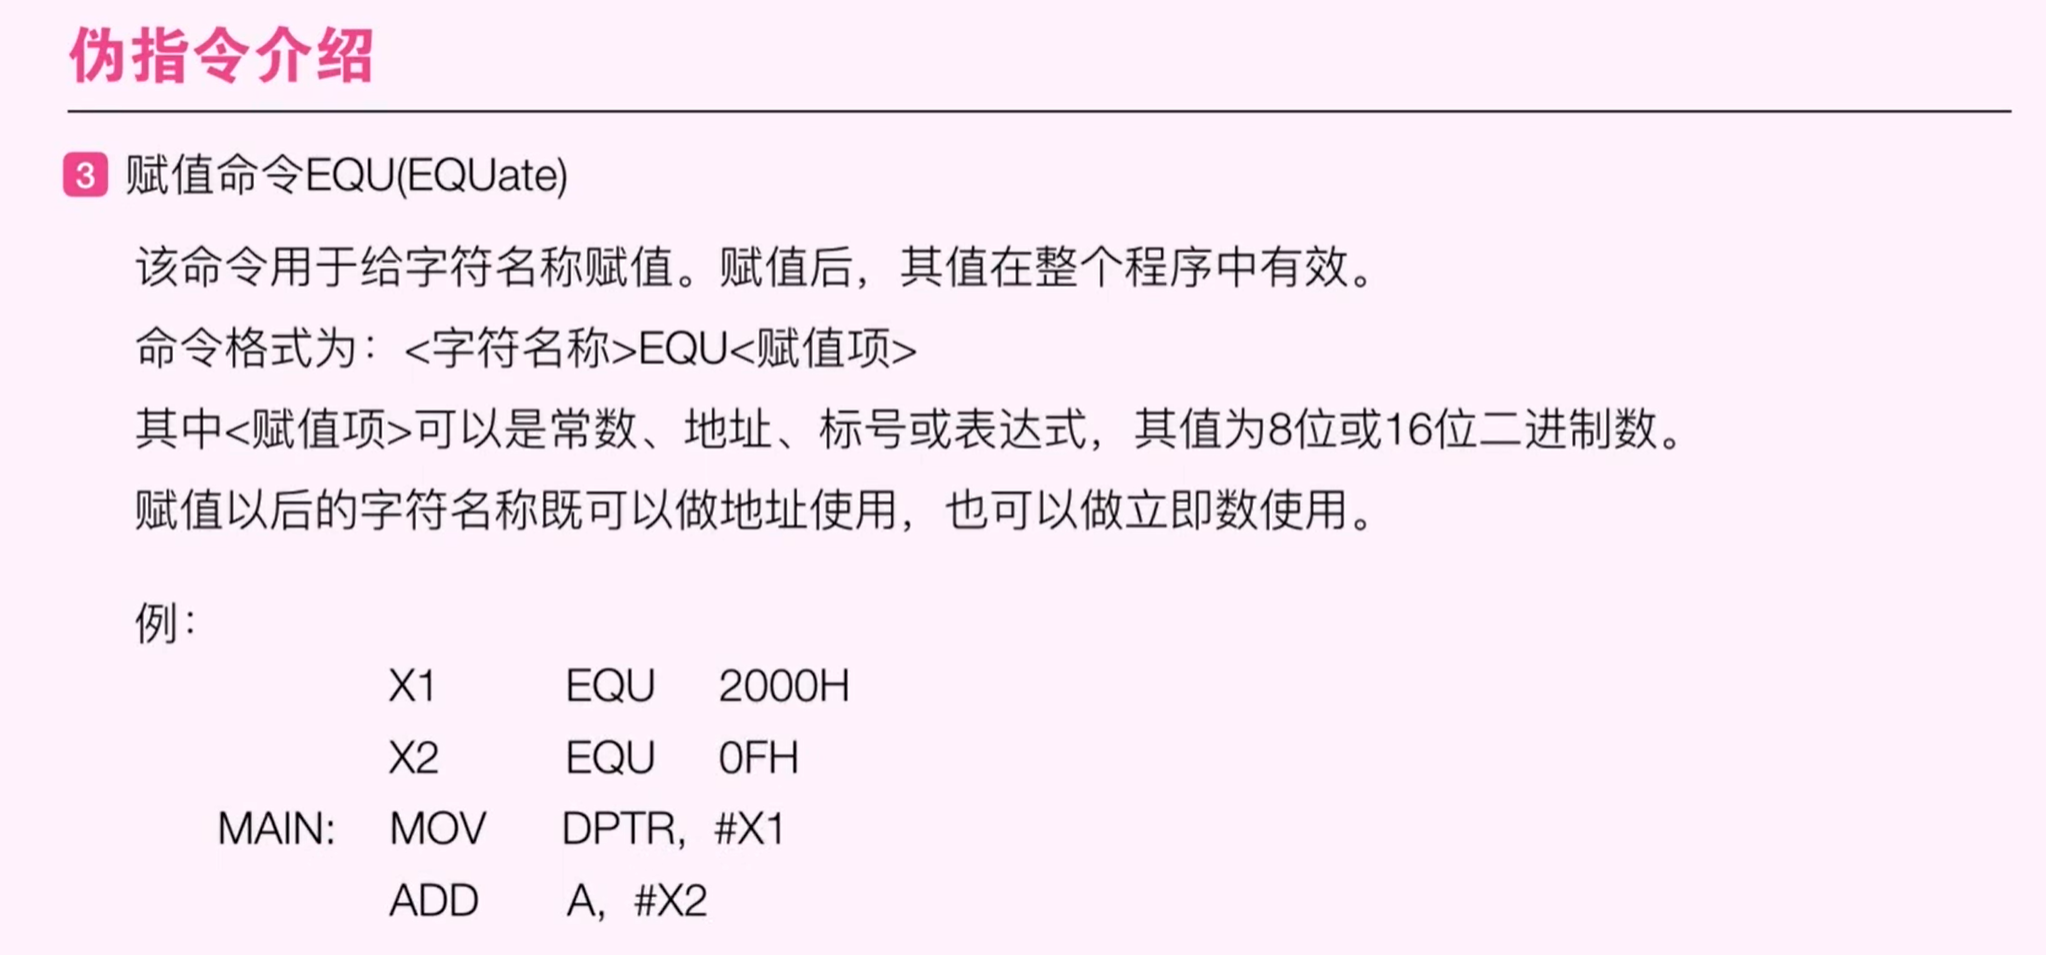 伪指令介绍
3 赋值命令EQU(EQUate)
该命令用于给字符名称赋值。赋值后，其值在整个程序中有效。
命令格式为：<字符名称>EQU<赋值项>
其中<赋值项>可以是常数、地址、标号或表达式，其值为8位或16位二进制数。
赋值以后的字符名称既可以做地址使用，也可以做立即数使用。
例：
X1 EQU 2000H
X2 EQU 0FH
MAIN: MOV DPTR, #X1
ADD A, #X2